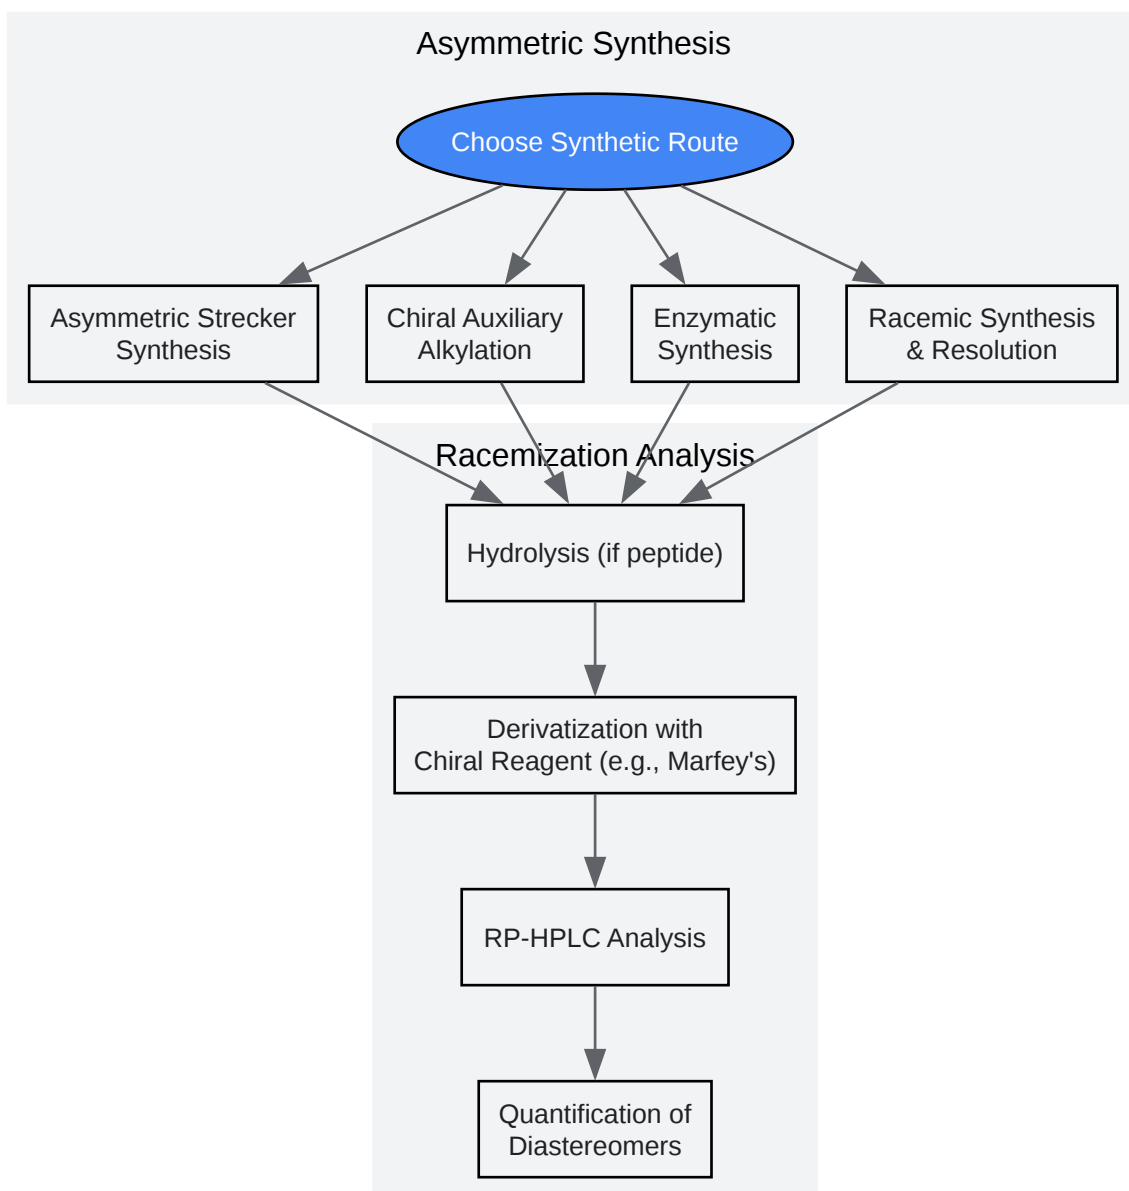 Asymmetric Synthesis
Choose Synthetic Route
Asymmetric Strecker
Synthesis
Chiral Auxiliary
Alkylation
Enzymatic
Synthesis
Racemic Synthesis
& Resolution
Racemization Analysis
Hydrolysis (if peptide)
Derivatization with
Chiral Reagent (e.g., Marfey's)
RP-HPLC Analysis
Quantification of
Diastereomers